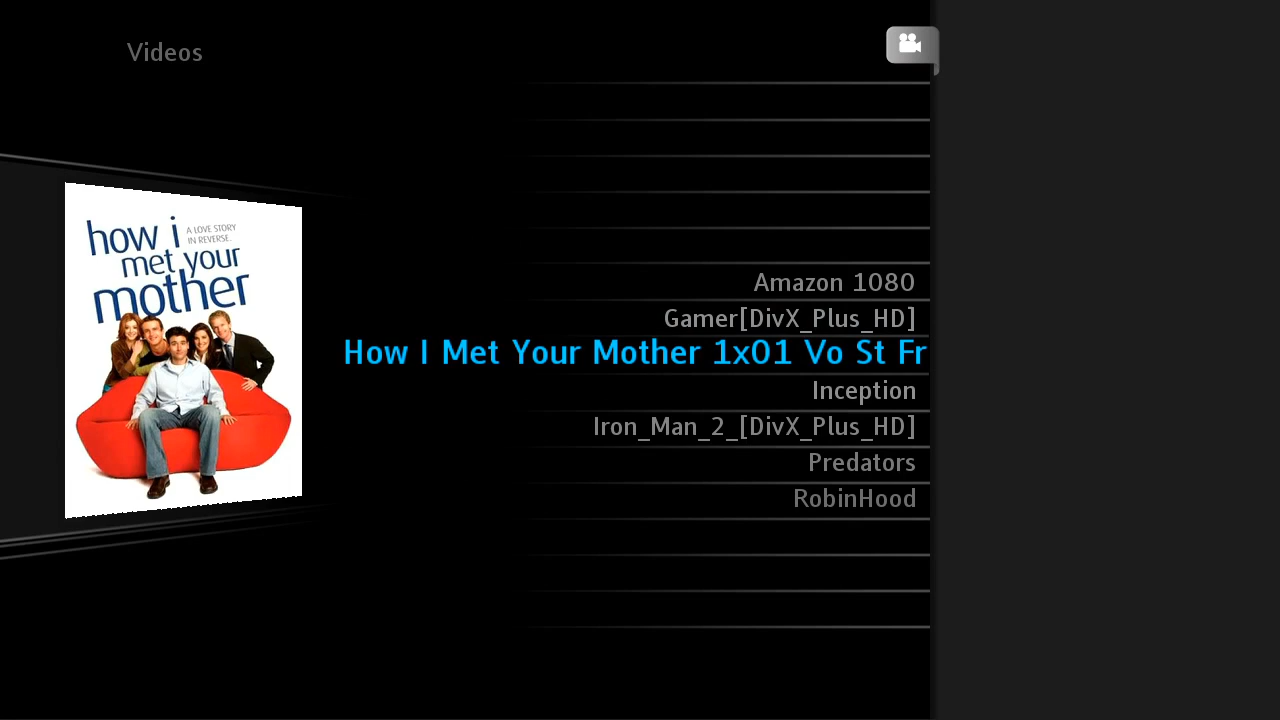 Videos
how i
A LOVE STORY
IN REVERSE..
met your
mother
Amazon 1080
Gamer[DivX_Plus_HD]
How I Met Your Mother 1x01 Vo St Fr
Inception
Iron_Man_2_[DivX_Plus_HD]
Predators
RobinHood